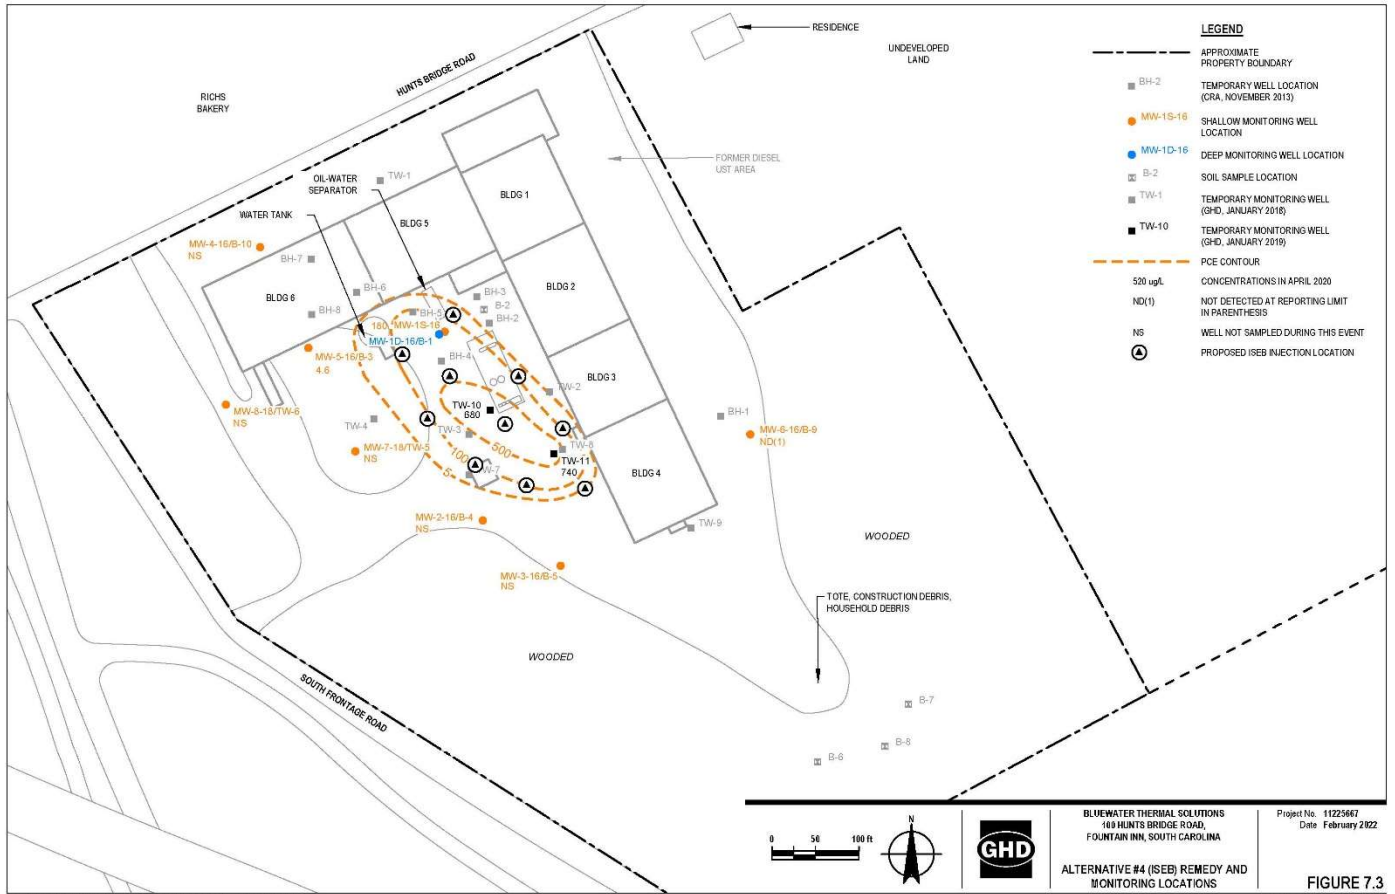 RESIDENCE
UNDEVELOPED
LAND
RICHS
BAKERY
HUNTS BRIDGE ROAD
FORMER DIESEL
UST AREA
OIL-WATER
SEPARATOR
WATER TANK
TW-1
BLDG 1
BLDG 5
BLDG 2
BLDG 6
BLDG 3
BLDG 4
MW-4-16/B-10
NS
BH-7
BH-6
BH-8
BH-3
B-2
BH-2
BH-5
180
MW-1S-16
MW-1D-16/B-1
MW-5-16/B-3
4.6
BH-4
TW-2
TW-10
680
MW-8-18/TW-6
NS
TW-4
TW-3
MW-7-18/TW-5
NS
500
100
5
TW-8
TW-11
740
TW-7
BH-1
MW-6-16/B-9
ND(1)
MW-2-16/B-4
NS
TW-9
MW-3-16/B-5
NS
WOODED
TOTE, CONSTRUCTION DEBRIS,
HOUSEHOLD DEBRIS
WOODED
SOUTH FRONTAGE ROAD
B-7
B-8
B-6
LEGEND
APPROXIMATE
PROPERTY BOUNDARY
BH-2 TEMPORARY WELL LOCATION
(CRA, NOVEMBER 2013)
MW-1S-16 SHALLOW MONITORING WELL
LOCATION
MW-1D-16 DEEP MONITORING WELL LOCATION
B-2 SOIL SAMPLE LOCATION
TW-1 TEMPORARY MONITORING WELL
(GHD, JANUARY 2018)
TW-10 TEMPORARY MONITORING WELL
(GHD, JANUARY 2019)
PCE CONTOUR
520 ug/L CONCENTRATIONS IN APRIL 2020
ND(1) NOT DETECTED AT REPORTING LIMIT
IN PARENTHESIS
NS WELL NOT SAMPLED DURING THIS EVENT
PROPOSED ISEB INJECTION LOCATION
0 50 100 ft
N
GHD
BLUEWATER THERMAL SOLUTIONS
100 HUNTS BRIDGE ROAD,
FOUNTAIN INN, SOUTH CAROLINA
ALTERNATIVE #4 (ISEB) REMEDY AND
MONITORING LOCATIONS
Project No. 11225667
Date February 2022
FIGURE 7.3